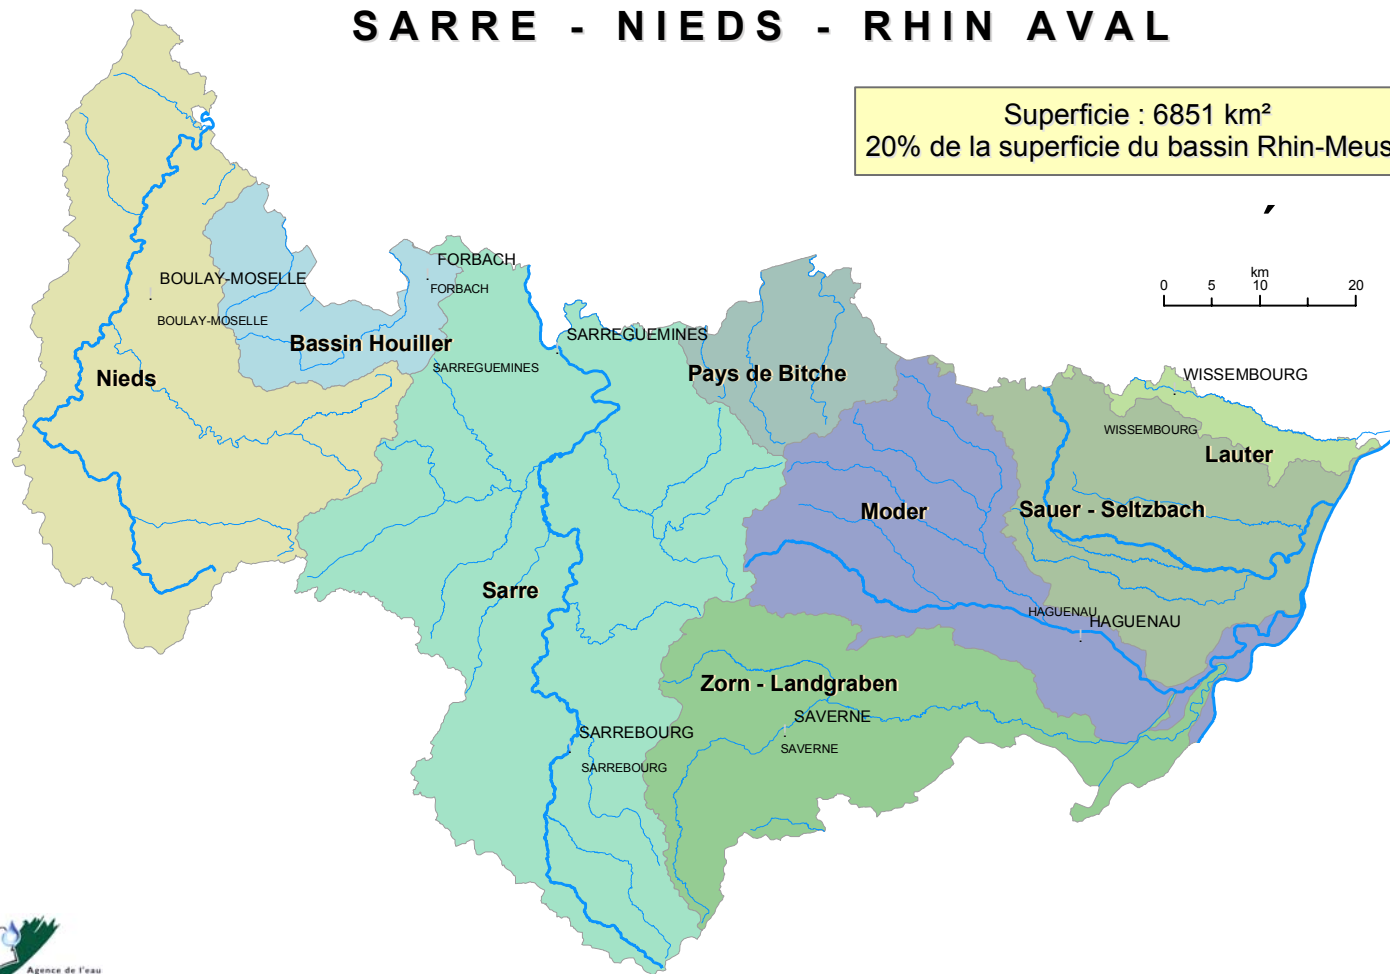 SARRE - NIEDS - RHIN AVAL
Superficie : 6851 km²
20% de la superficie du bassin Rhin-Meus
km
0 5 10 20
FORBACH
FORBACH
BOULAY-MOSELLE
BOULAY-MOSELLE
Bassin Houiller
SARREGUEMINES
SARREGUEMINES
Nieds
Pays de Bitche
WISSEMBOURG
WISSEMBOURG
Lauter
Moder
Sauer - Seltzbach
Sarre
HAGUENAU
HAGUENAU
Zorn - Landgraben
SAVERNE
SAVERNE
SARREBOURG
SARREBOURG
Agence de l'eau